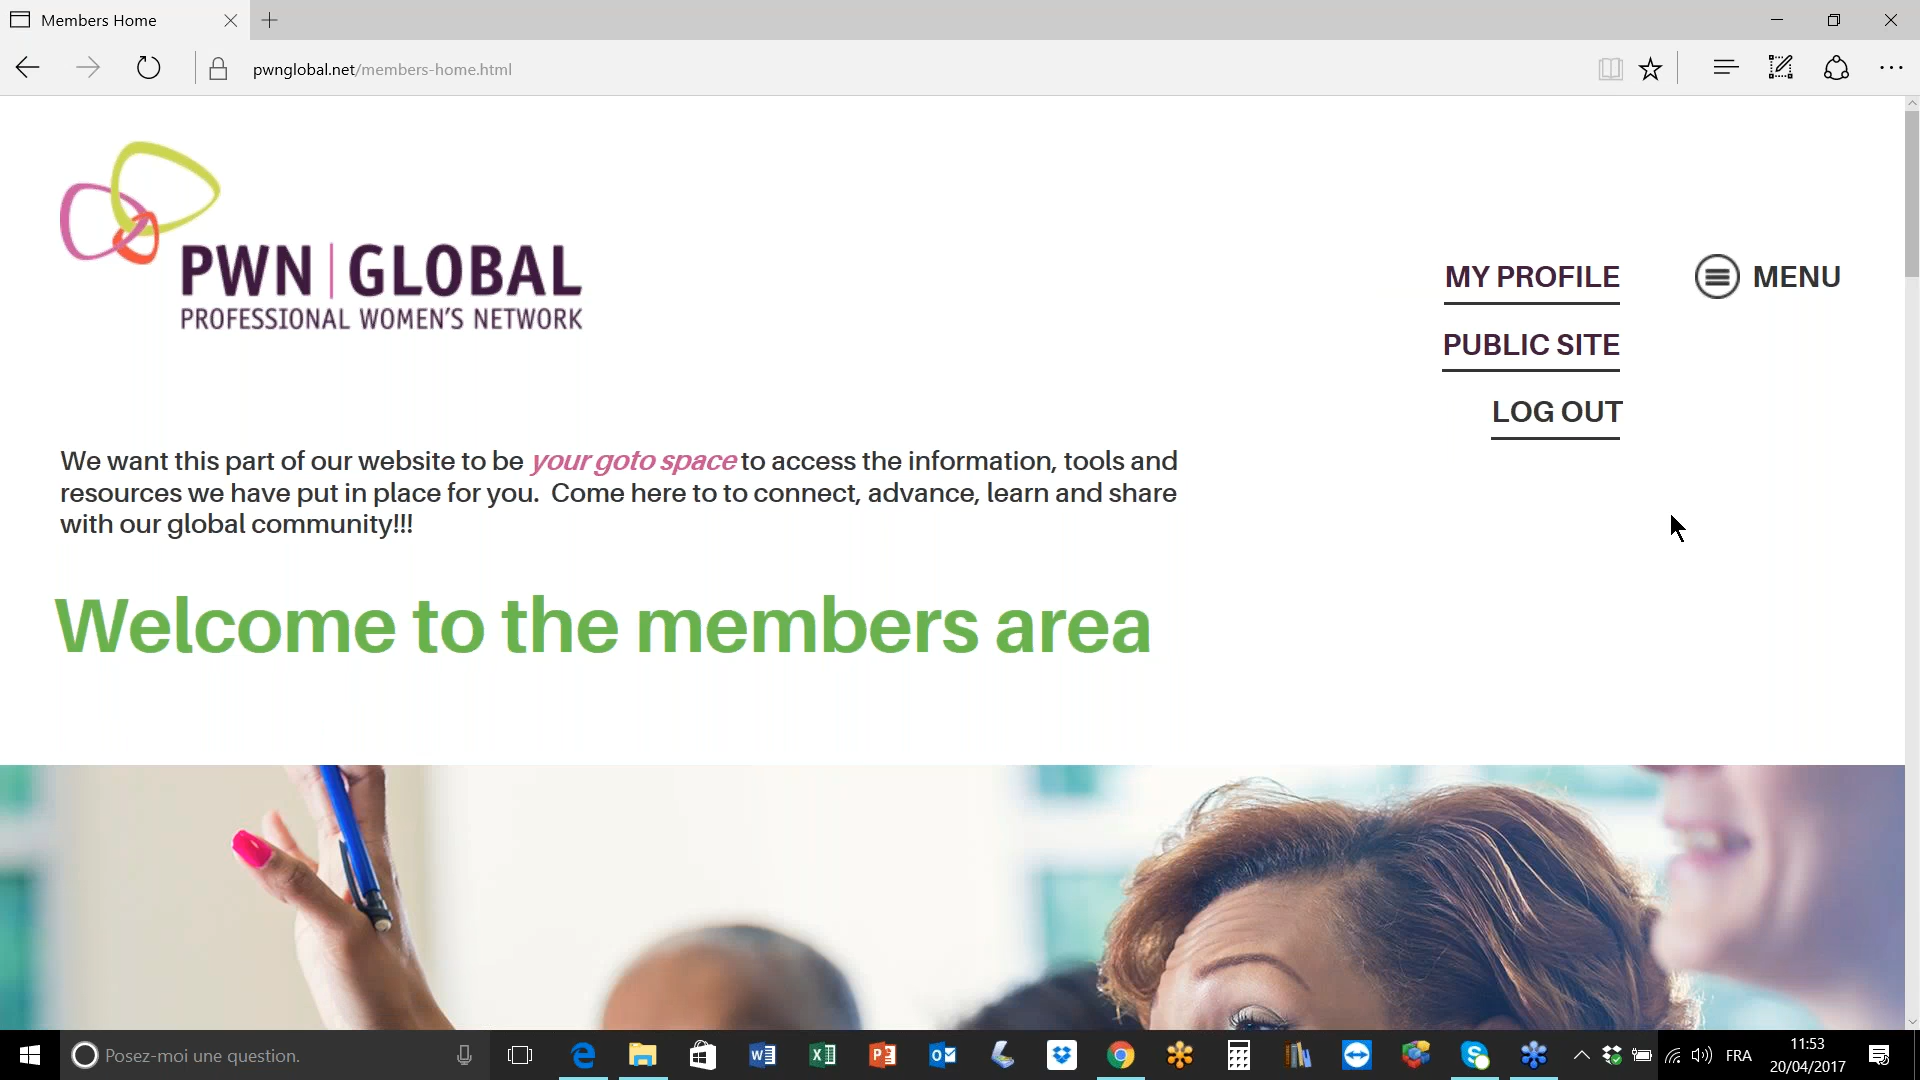 Members Home
pwnglobal.net/members-home.html
PWN | GLOBAL
PROFESSIONAL WOMEN'S NETWORK
MY PROFILE
MENU
PUBLIC SITE
LOG OUT
We want this part of our website to be your goto space to access the information, tools and
resources we have put in place for you.  Come here to to connect, advance, learn and share
with our global community!!!
Welcome to the members area
Posez-moi une question.
FRA
11:53
20/04/2017